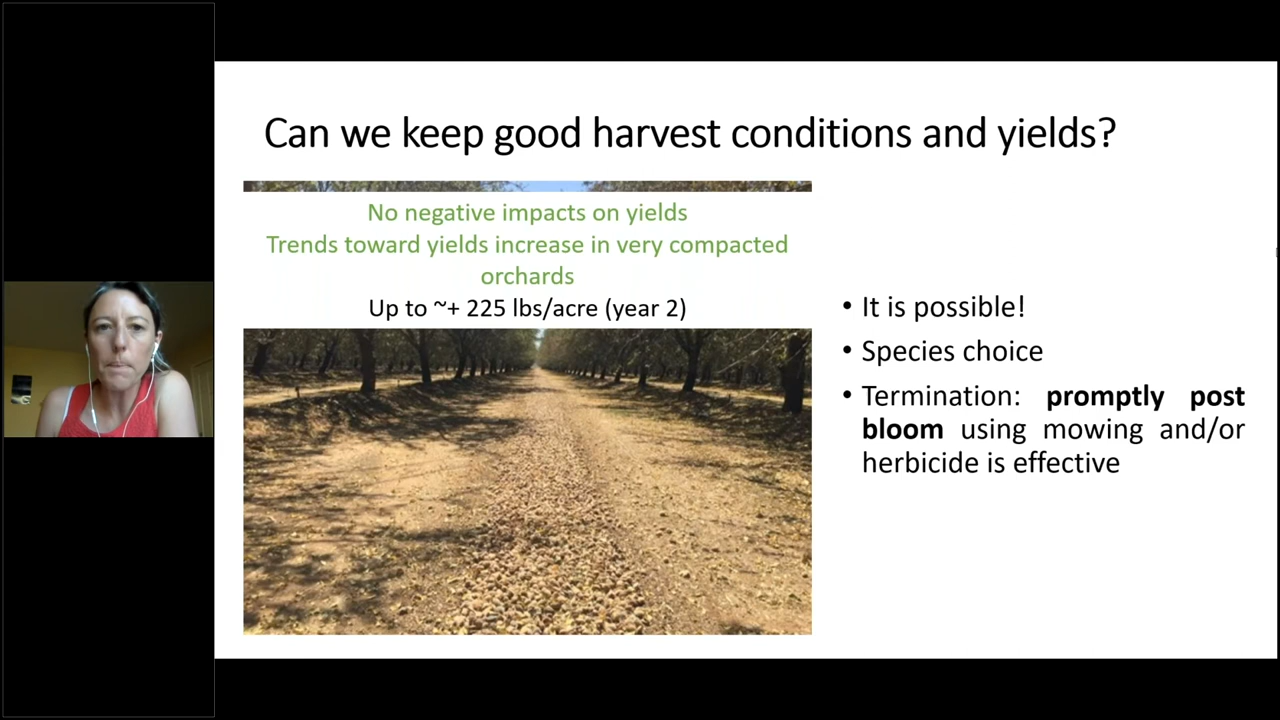 Can we keep good harvest conditions and yields?
No negative impacts on yields
Trends toward yields increase in very compacted
orchards
Up to ~+ 225 lbs/acre (year 2)
• It is possible!
• Species choice
• Termination: promptly post
bloom using mowing and/or
herbicide is effective